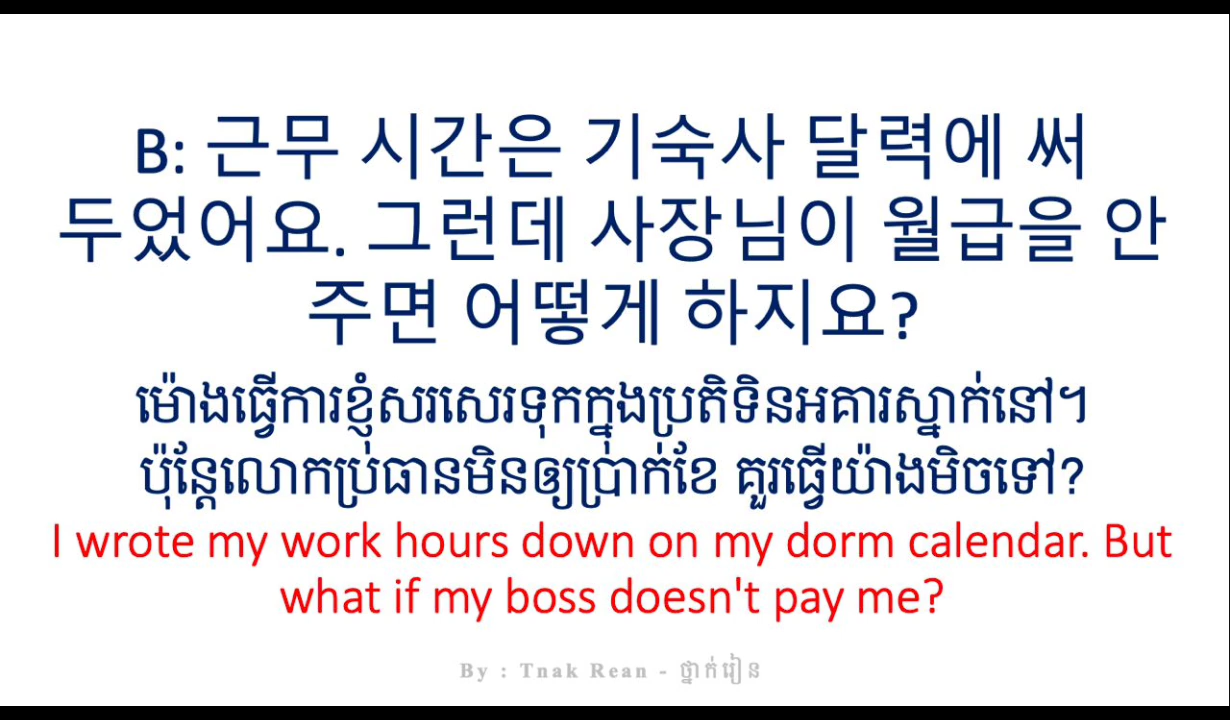 B: 근무 시간은 기숙사 달력에 써
두었어요. 그런데 사장님이 월급을 안
주면 어떻게 하지요?
ម៉ោងធ្វើការខ្ញុំសរសេរទុកក្នុងប្រតិទិនអគារស្នាក់នៅ។
ប៉ុន្តែលោកប្រធានមិនឲ្យប្រាក់ខែ គួរធ្វើយ៉ាងមិចទៅ?
I wrote my work hours down on my dorm calendar. But
what if my boss doesn't pay me?
By : Tnak Rean - ថ្នាក់រៀន